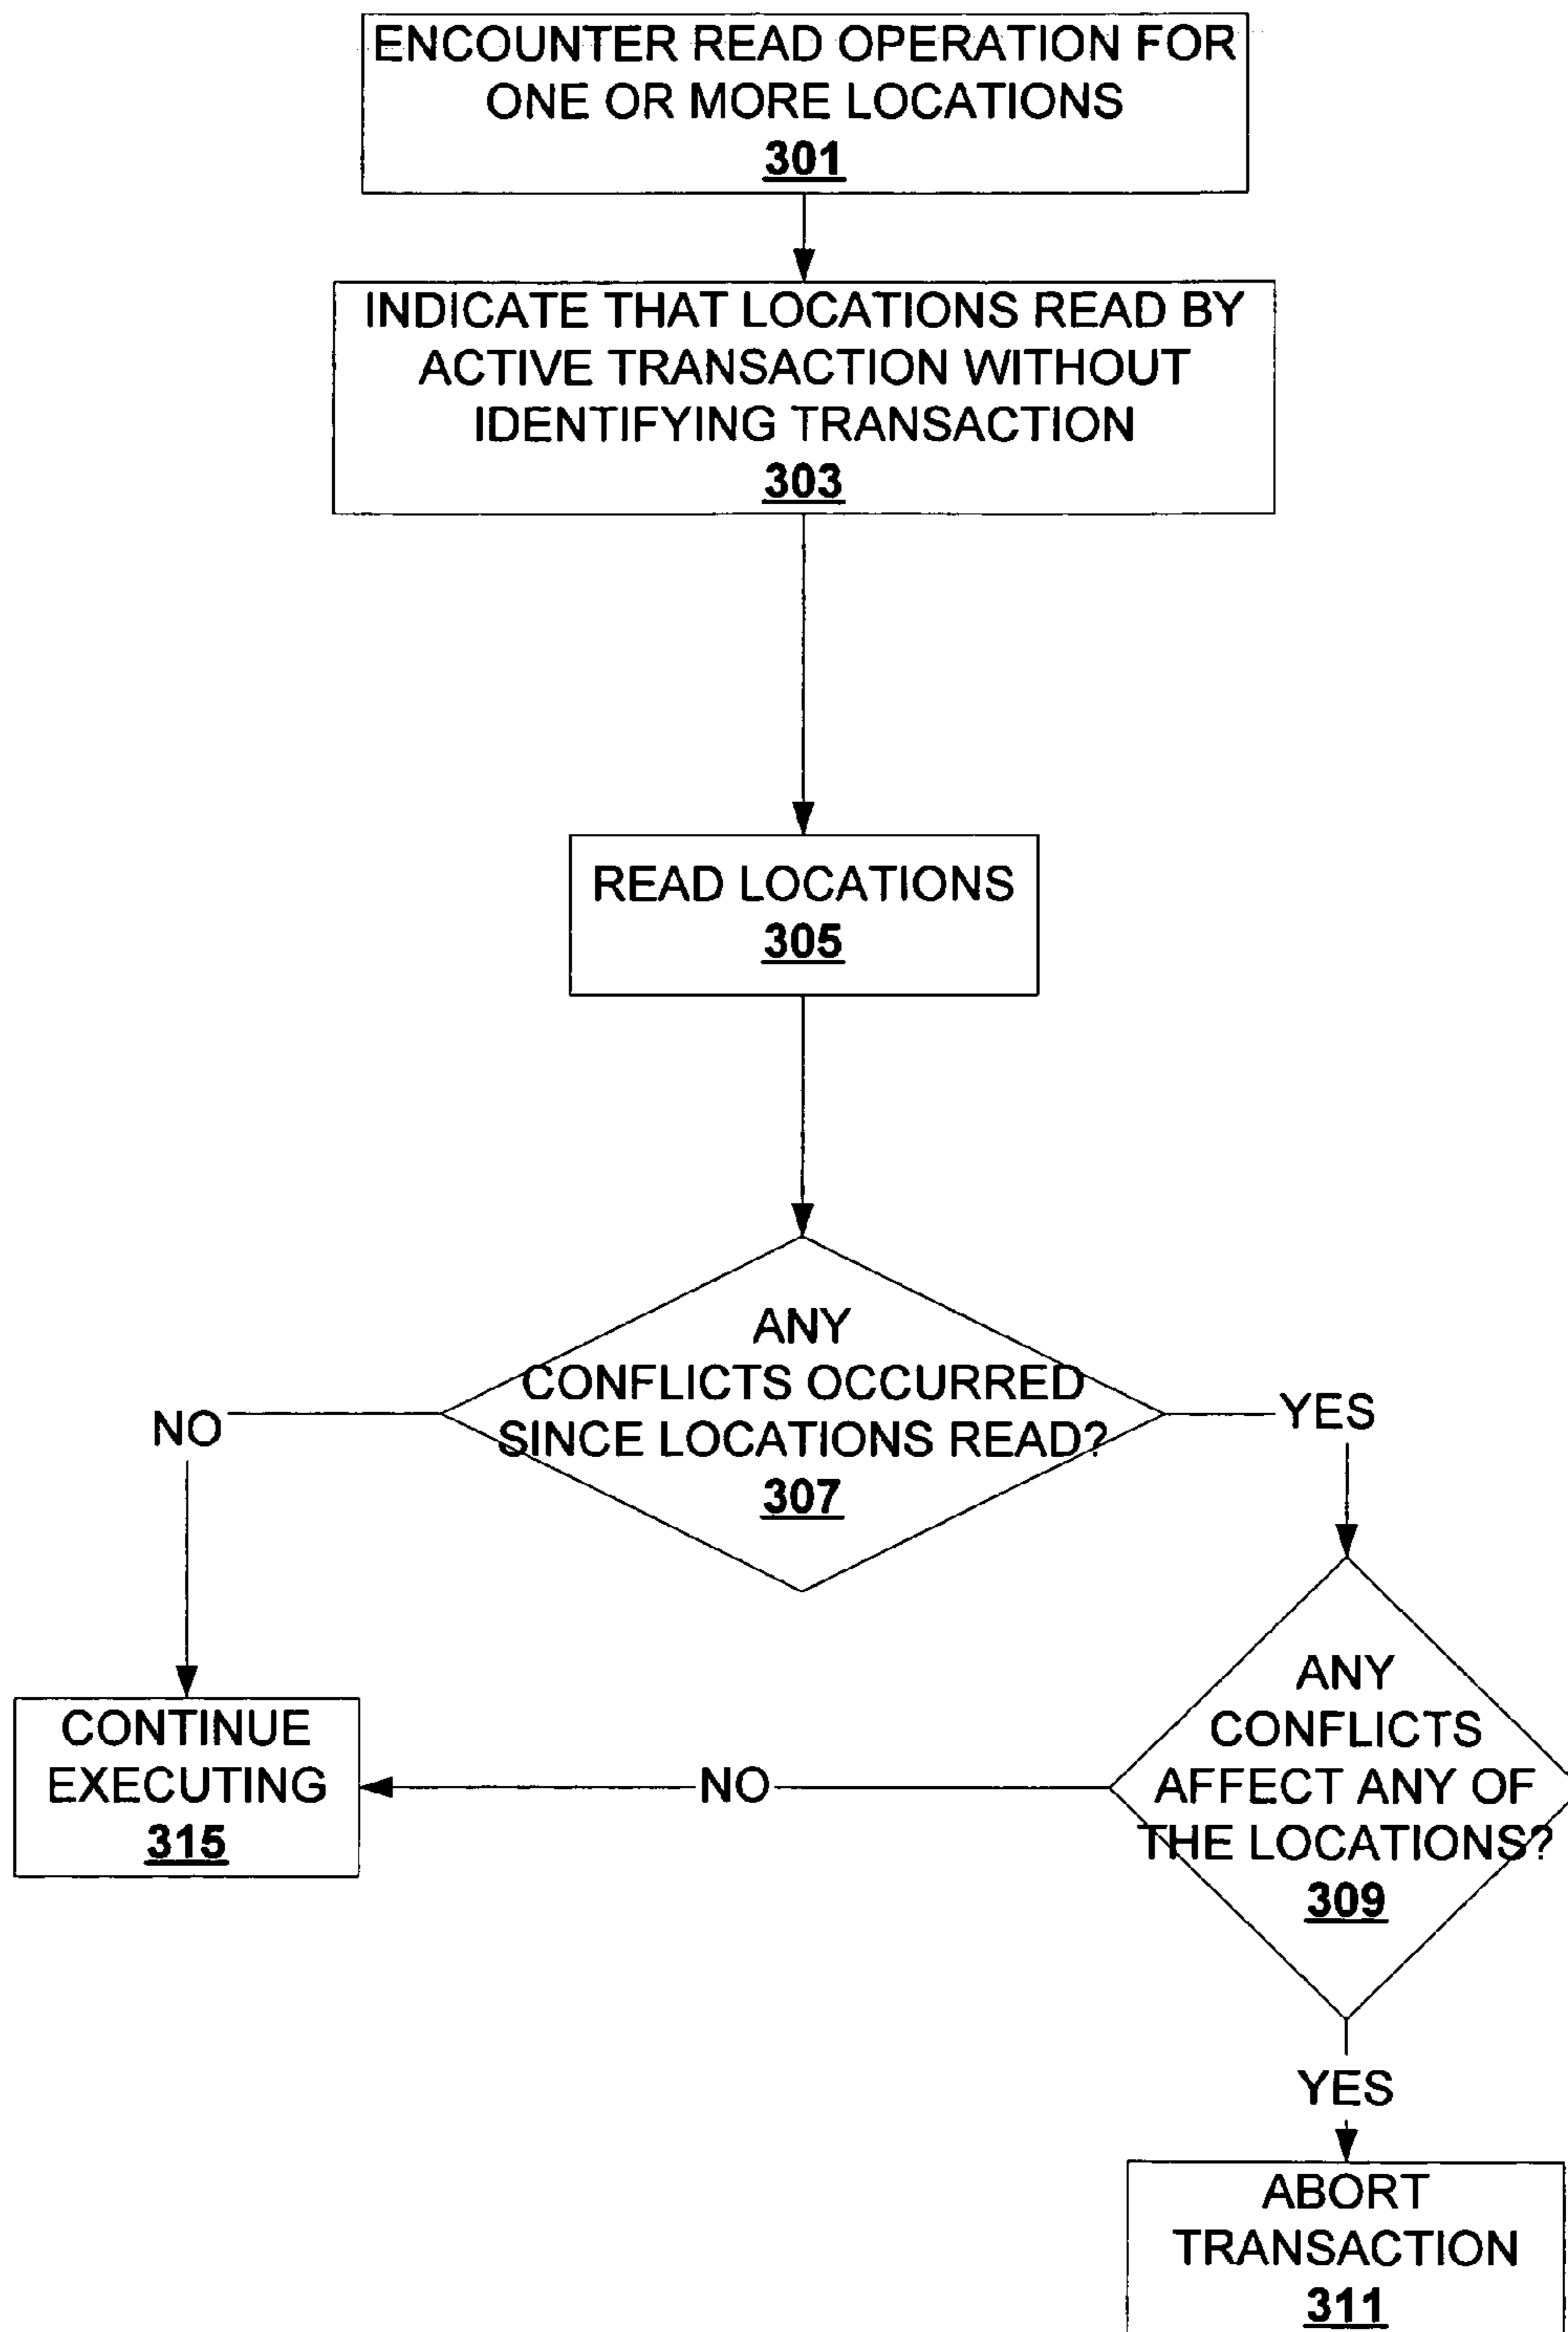 ENCOUNTER READ OPERATION FOR
ONE OR MORE LOCATIONS
301
INDICATE THAT LOCATIONS READ BY
ACTIVE TRANSACTION WITHOUT
IDENTIFYING TRANSACTION
303
READ LOCATIONS
305
ANY
CONFLICTS OCCURRED
SINCE LOCATIONS READ?
307
NO
YES
CONTINUE
EXECUTING
315
NO
ANY
CONFLICTS
AFFECT ANY OF
THE LOCATIONS?
309
YES
ABORT
TRANSACTION
311